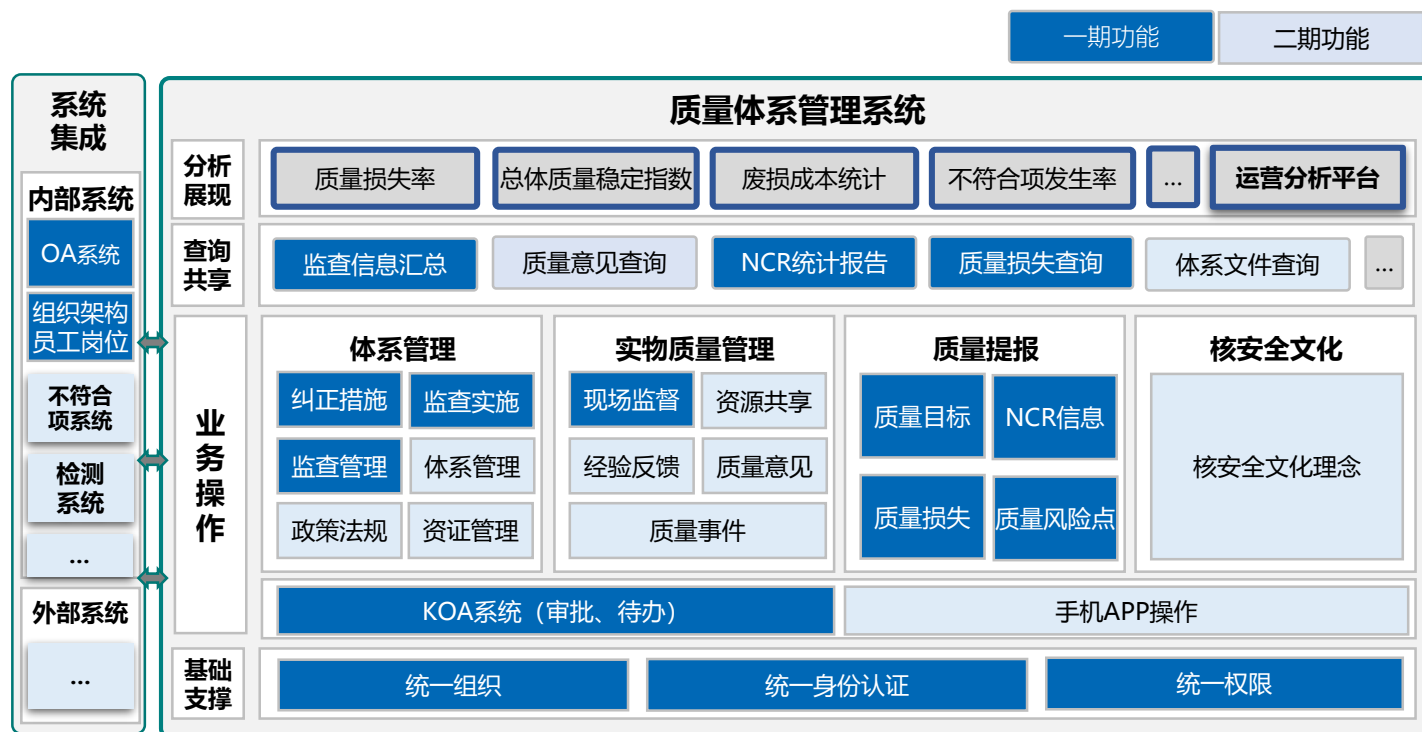 一期功能
二期功能
系统
集成
内部系统
OA系统
组织架构
员工岗位
不符合
项系统
检测
系统
...
外部系统
...
质量体系管理系统
分析
展现
质量损失率
总体质量稳定指数
废损成本统计
不符合项发生率
...
运营分析平台
查询
共享
监查信息汇总
质量意见查询
NCR统计报告
质量损失查询
体系文件查询
...
业
务
操
作
体系管理
纠正措施
监查实施
监查管理
体系管理
政策法规
资证管理
实物质量管理
现场监督
资源共享
经验反馈
质量意见
质量事件
质量提报
质量目标
NCR信息
质量损失
质量风险点
核安全文化
核安全文化理念
KOA系统（审批、待办）
手机APP操作
基础
支撑
统一组织
统一身份认证
统一权限